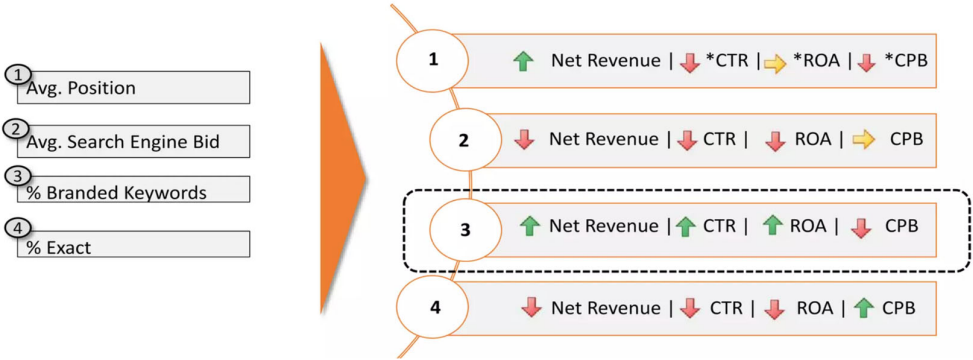 1
Avg. Position
2
Avg. Search Engine Bid
3
% Branded Keywords
4
% Exact
1
Net Revenue | *CTR | *ROA | *CPB
2
Net Revenue | CTR | ROA | CPB
3
Net Revenue | CTR | ROA | CPB
4
Net Revenue | CTR | ROA | CPB